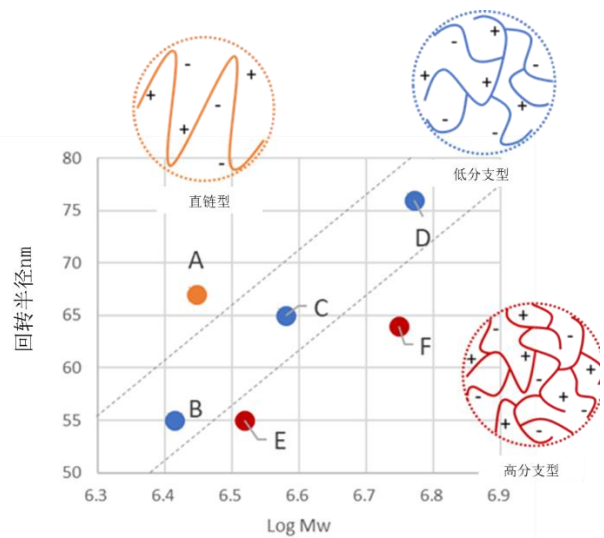 直链型
低分支型
高分支型
回转半径nm
80
75
70
65
60
55
50
A
B
C
D
E
F
6.3 6.4 6.5 6.6 6.7 6.8 6.9
Log Mw
+ - + + - -
+ - - + + + - -
+ - - + + + - + - - + -